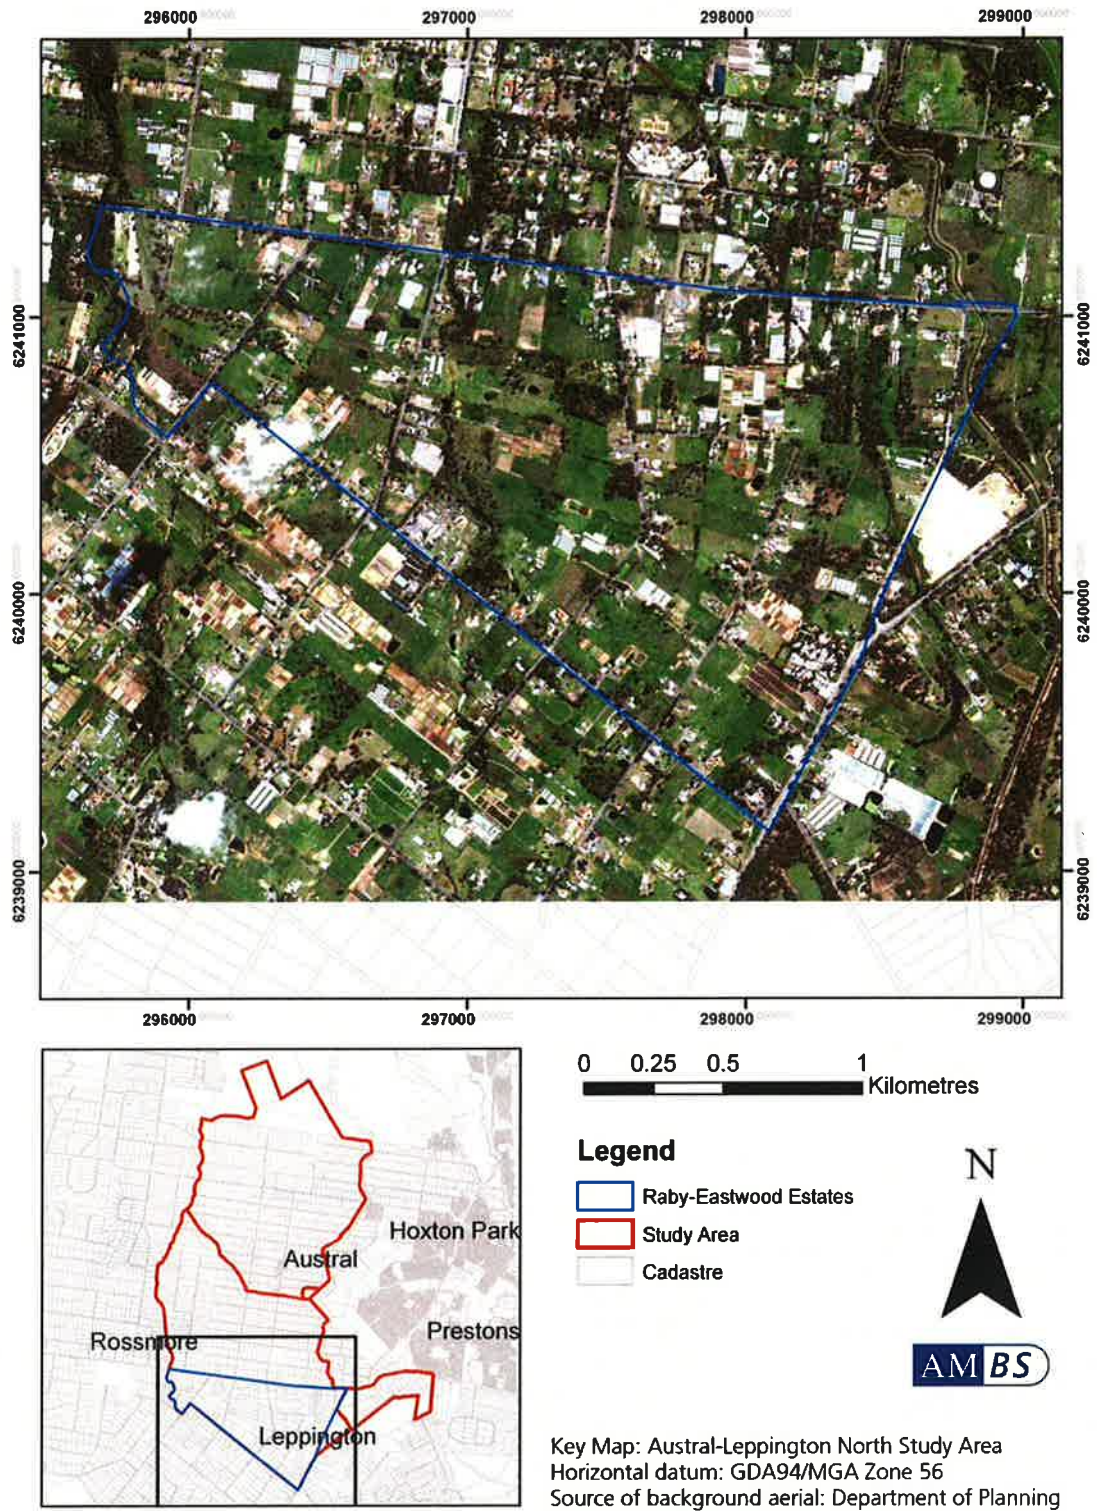 296000 297000 298000 299000
6241000 6241000
6240000 6240000
6239000 6239000
296000 297000 298000 299000
0 0.25 0.5 1
Kilometres
Legend
Raby-Eastwood Estates
Study Area
Cadastre
N
AMBS
Hoxton Park
Austral
Prestons
Rossmore
Leppington
Key Map: Austral-Leppington North Study Area
Horizontal datum: GDA94/MGA Zone 56
Source of background aerial: Department of Planning